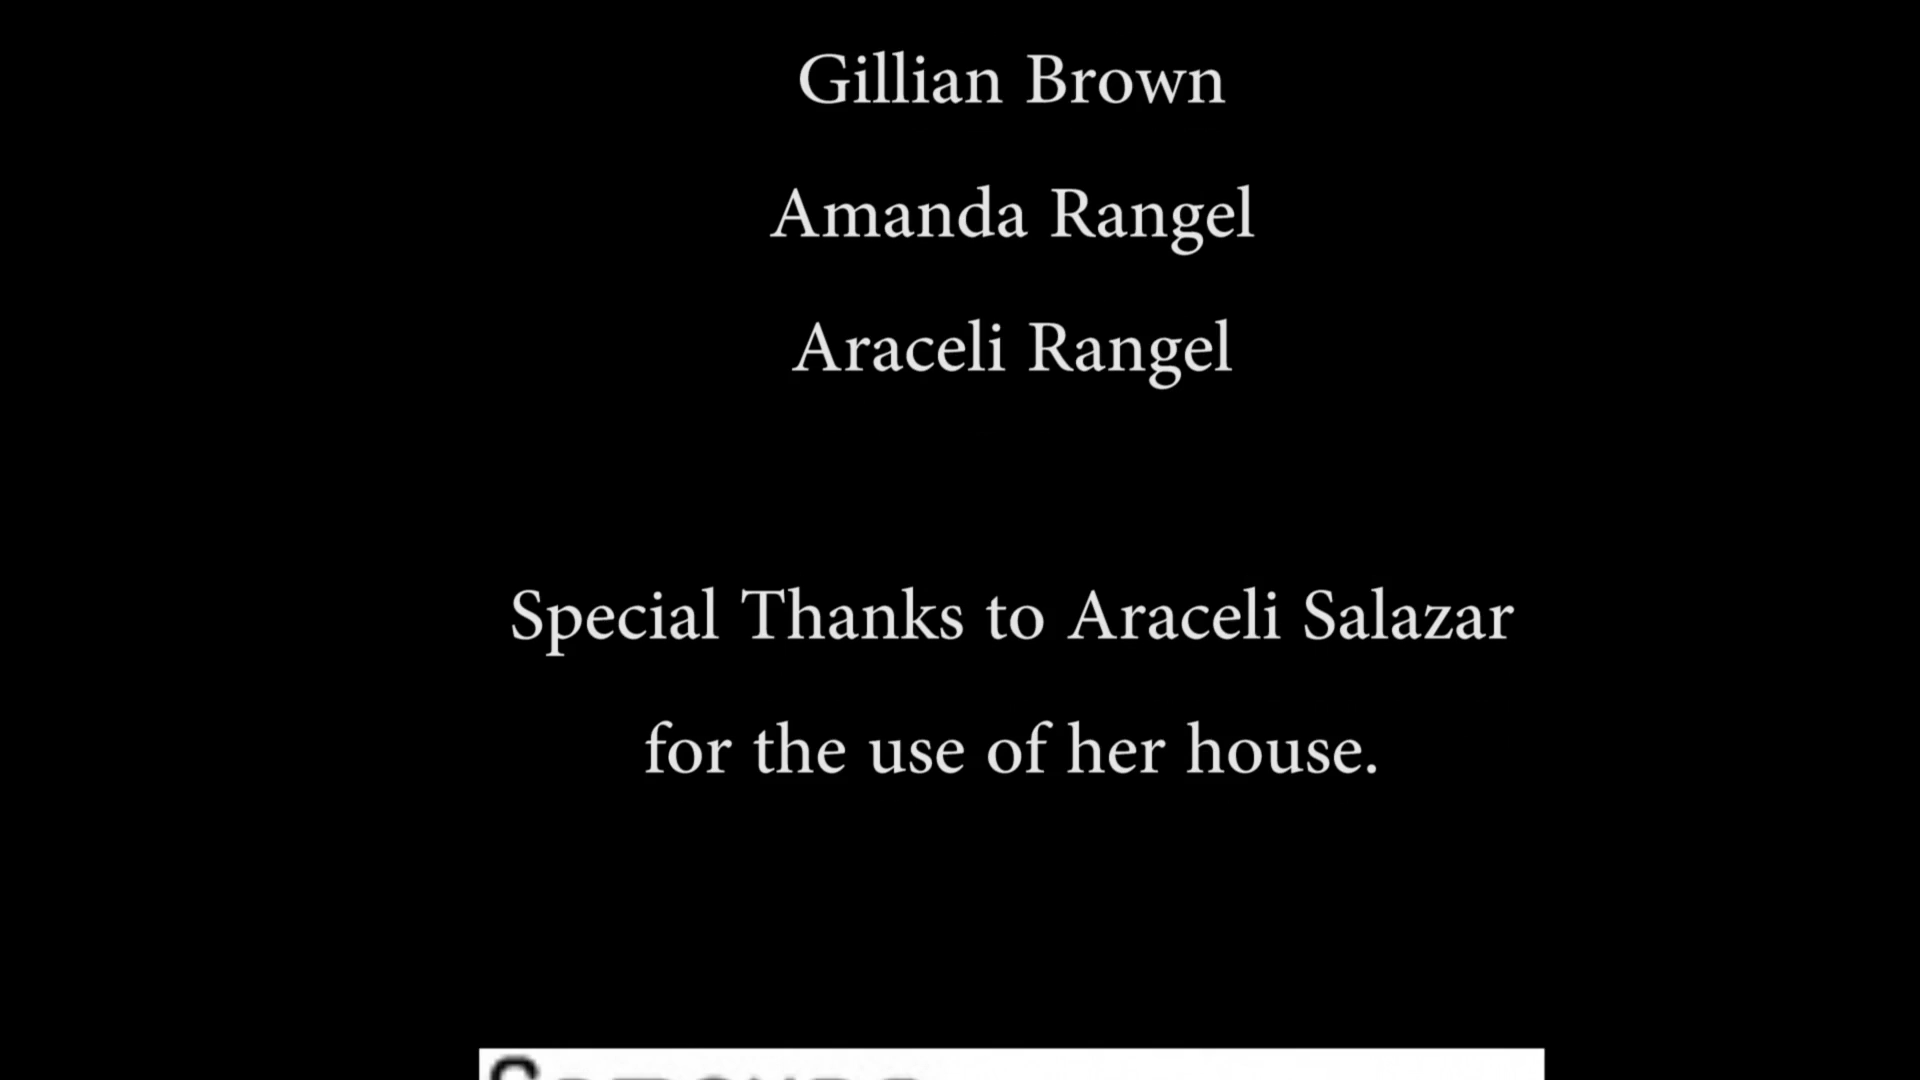 Gillian Brown
Amanda Rangel
Araceli Rangel
Special Thanks to Araceli Salazar
for the use of her house.